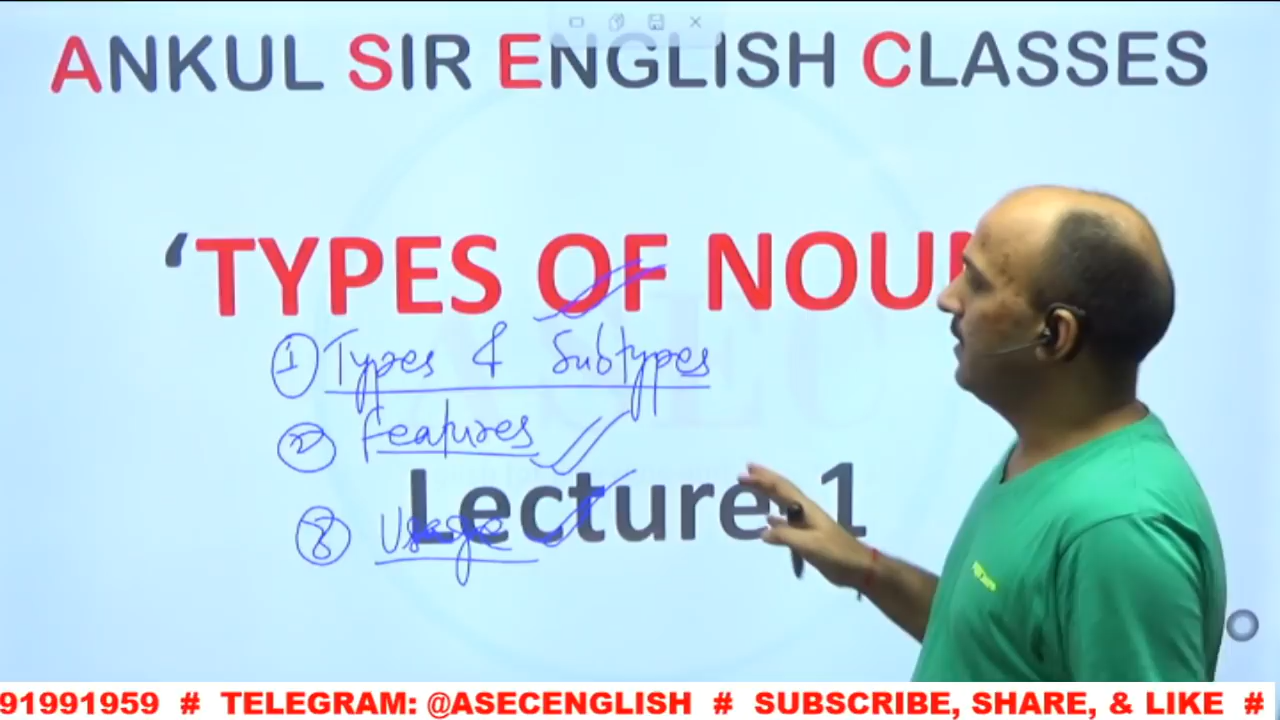 ANKUL SIR ENGLISH CLASSES
‘TYPES OF NOUN
① Types & Subtypes
② Features
Lecture-1
③ Usage
91991959 # TELEGRAM: @ASECENGLISH # SUBSCRIBE, SHARE, & LIKE #